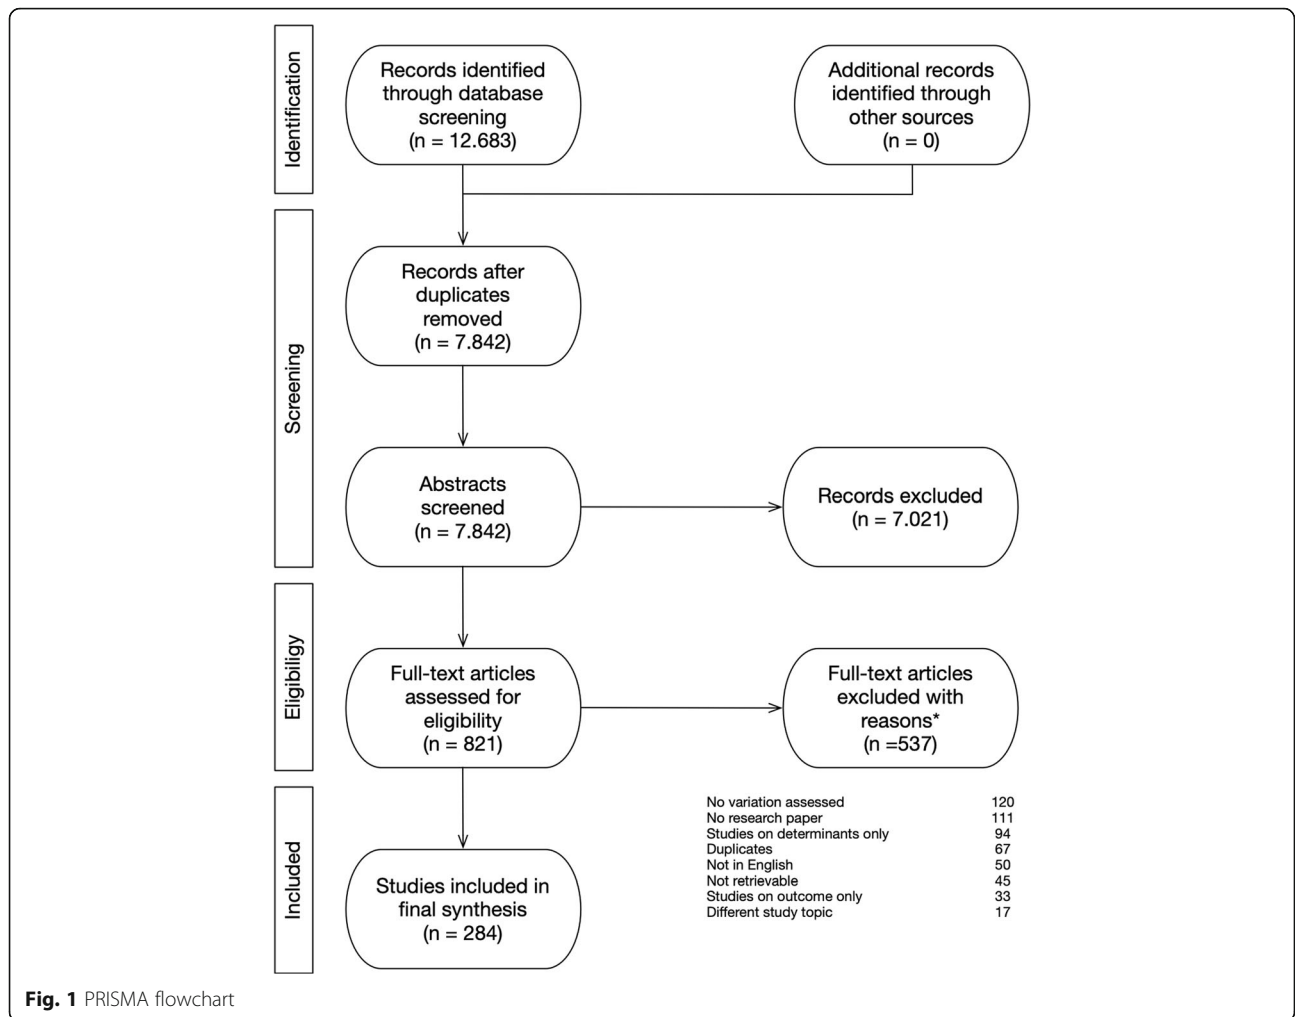 Identification
Records identified
through database
screening
(n = 12.683)
Additional records
identified through
other sources
(n = 0)
Screening
Records after
duplicates
removed
(n = 7.842)
Abstracts
screened
(n = 7.842)
Records excluded
(n = 7.021)
Eligibiligy
Full-text articles
assessed for
eligibility
(n = 821)
Full-text articles
excluded with
reasons*
(n =537)
Included
Studies included in
final synthesis
(n = 284)
No variation assessed 120
No research paper 111
Studies on determinants only 94
Duplicates 67
Not in English 50
Not retrievable 45
Studies on outcome only 33
Different study topic 17
Fig. 1 PRISMA flowchart